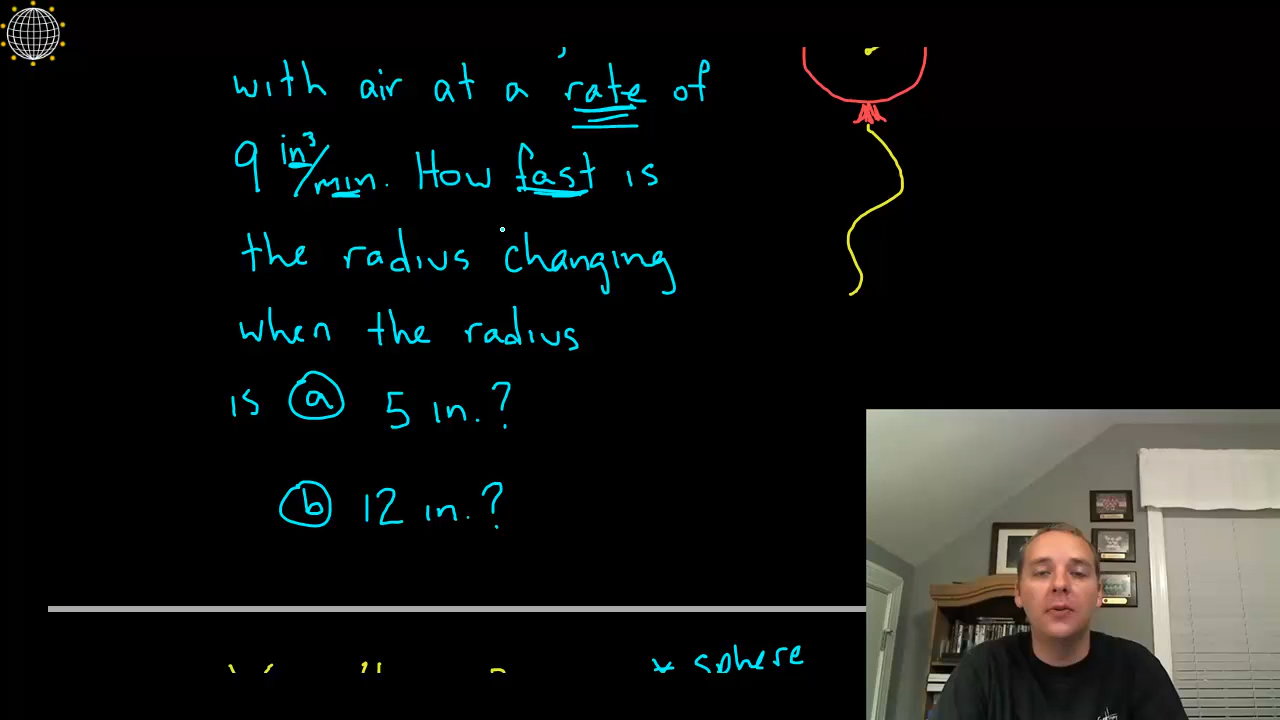 with air at a rate of
9 in³/min. How fast is
the radius changing
when the radius
is ⓐ 5 in.?
ⓑ 12 in.?
* sphere